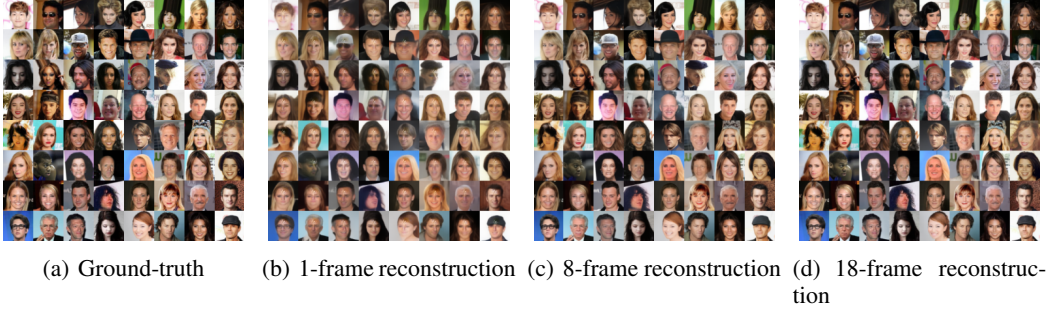 (a) Ground-truth
(b) 1-frame reconstruction
(c) 8-frame reconstruction
(d) 18-frame reconstruc-
tion